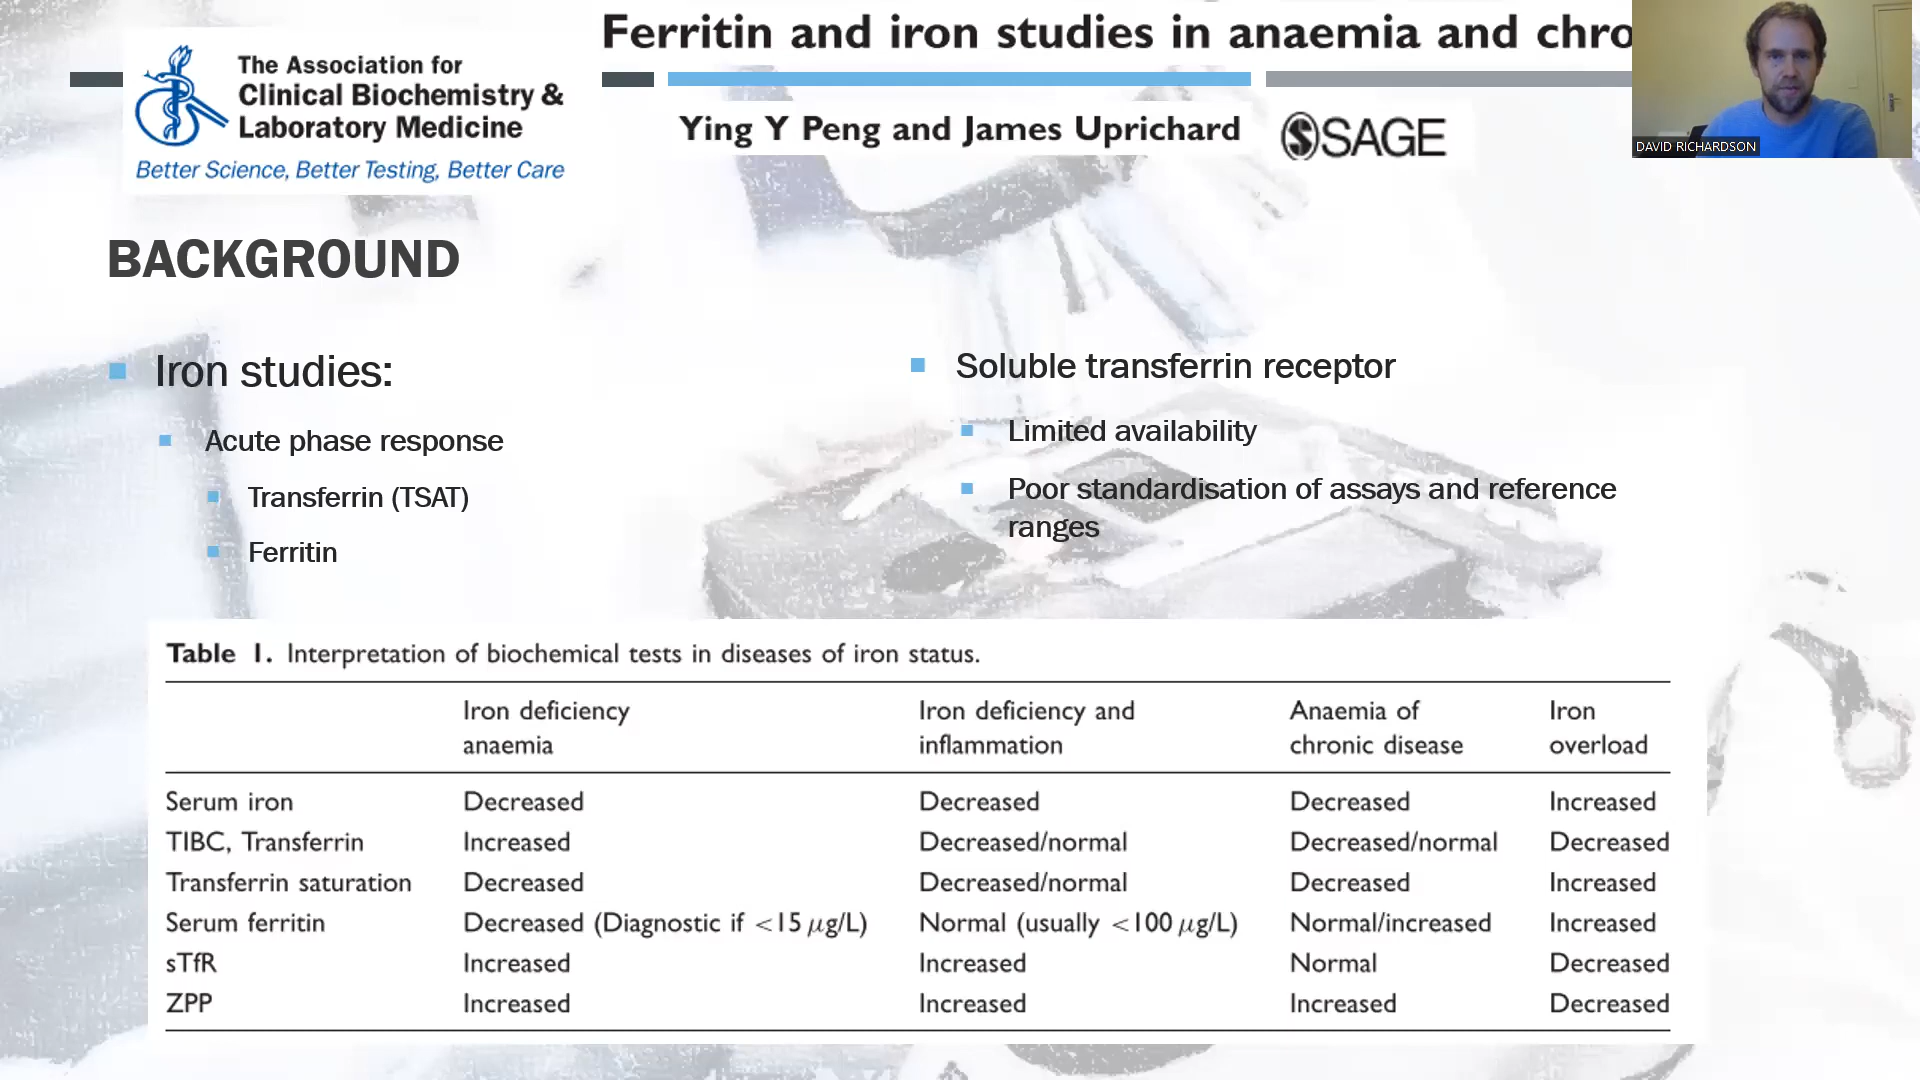 Ferritin and iron studies in anaemia and chro
The Association for
Clinical Biochemistry &
Laboratory Medicine
Better Science, Better Testing, Better Care
Ying Y Peng and James Uprichard
SAGE
DAVID RICHARDSON
BACKGROUND
Iron studies:
Acute phase response
Transferrin (TSAT)
Ferritin
Soluble transferrin receptor
Limited availability
Poor standardisation of assays and reference
ranges
Table 1. Interpretation of biochemical tests in diseases of iron status.
Iron deficiency Iron deficiency and Anaemia of Iron
anaemia inflammation chronic disease overload
Serum iron Decreased Decreased Decreased Increased
TIBC, Transferrin Increased Decreased/normal Decreased/normal Decreased
Transferrin saturation Decreased Decreased/normal Decreased Increased
Serum ferritin Decreased (Diagnostic if <15 µg/L) Normal (usually <100 µg/L) Normal/increased Increased
sTfR Increased Increased Normal Decreased
ZPP Increased Increased Increased Decreased